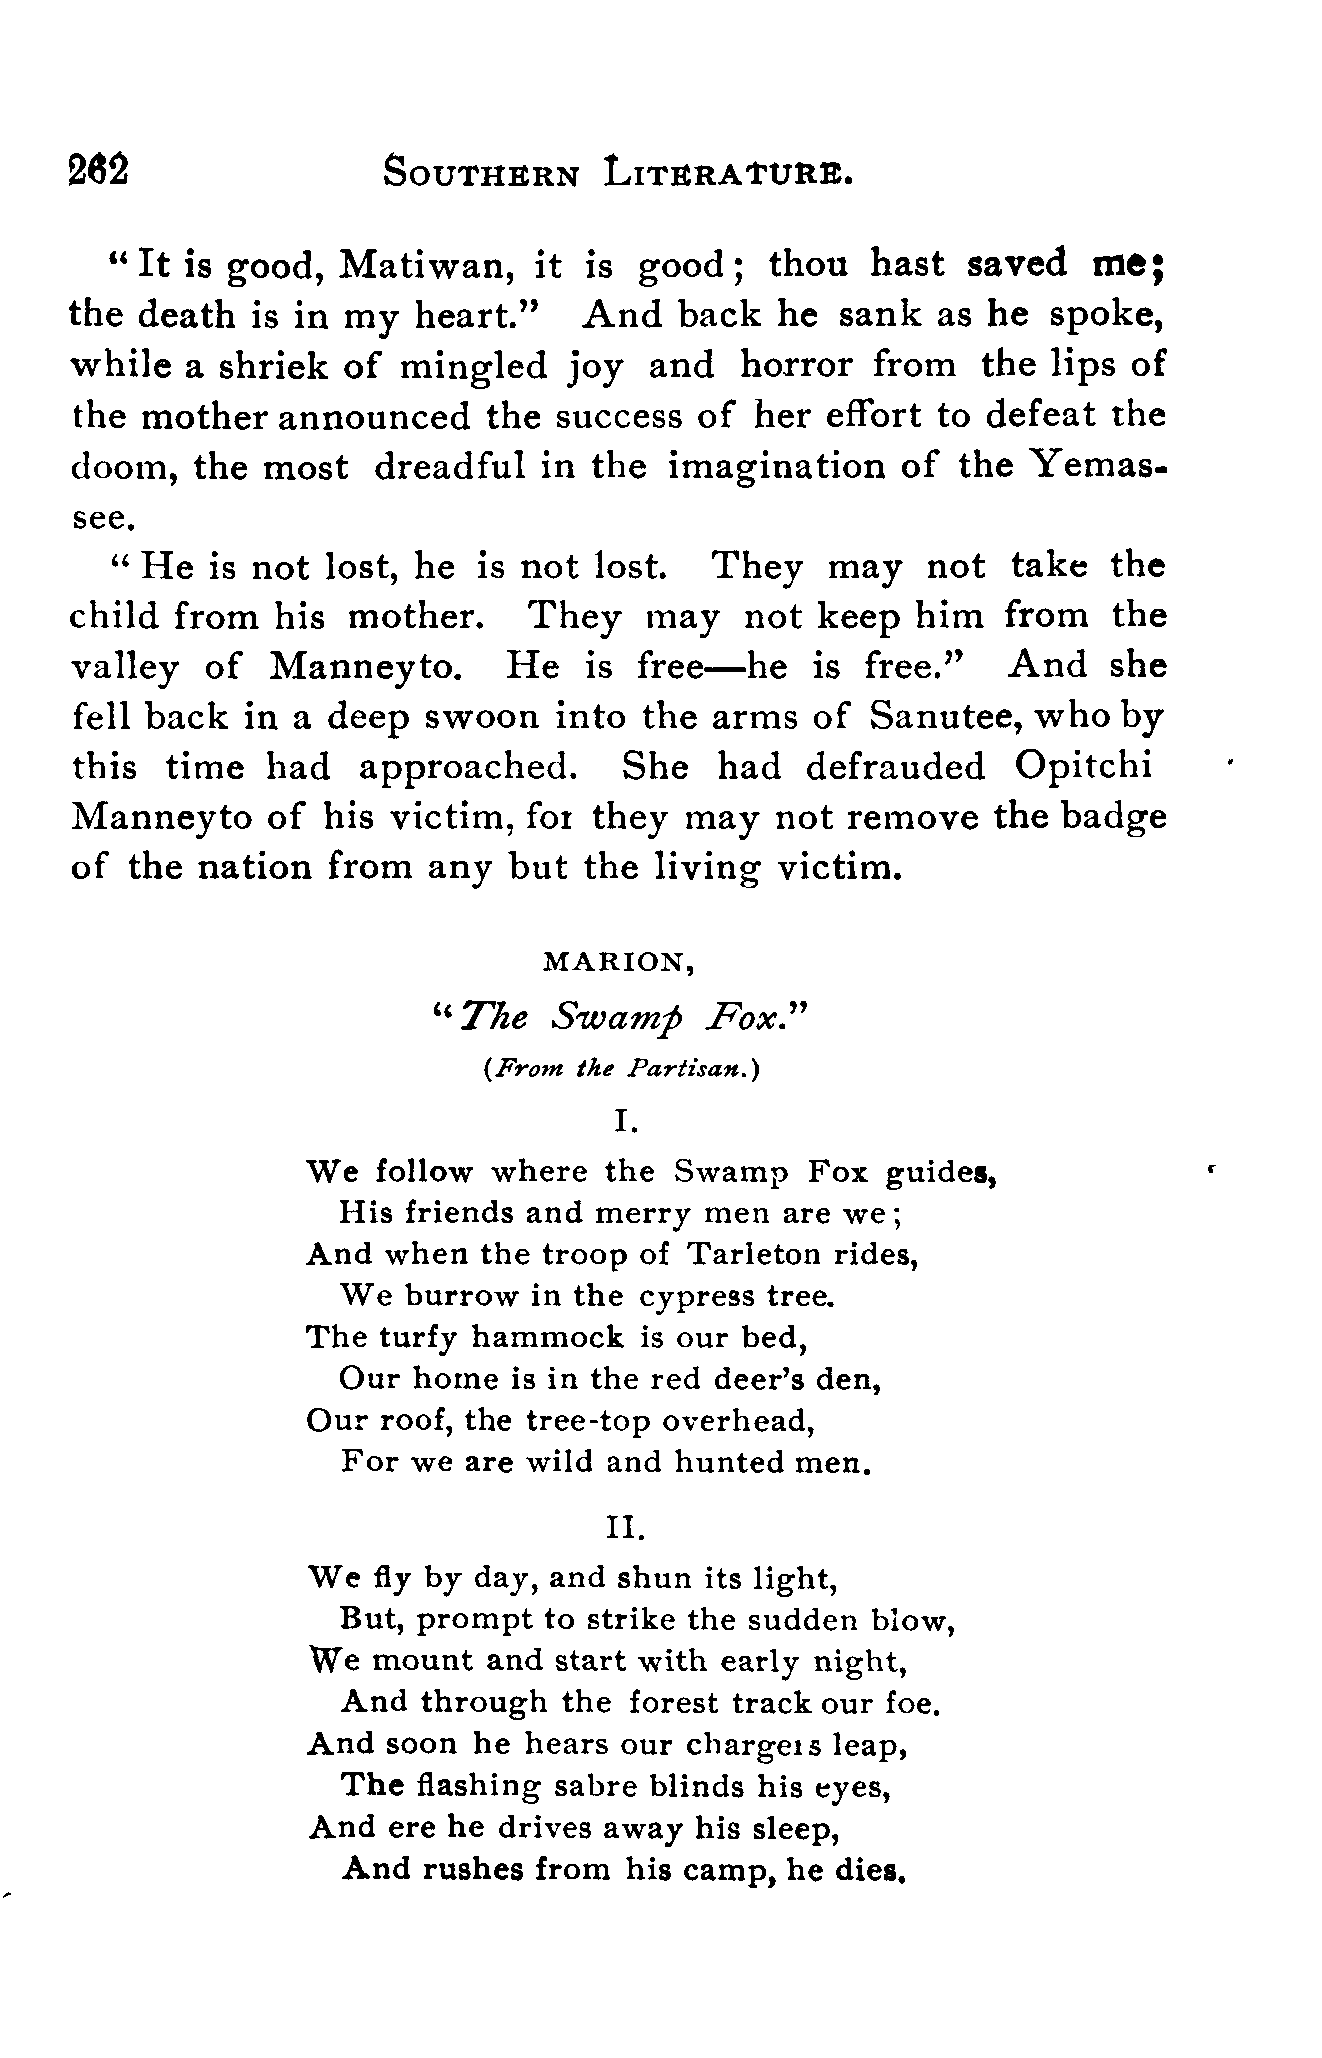 262 SOUTHERN LITERATURE.
“ It is good, Matiwan, it is good ; thou hast saved me;
the death is in my heart.” And back he sank as he spoke,
while a shriek of mingled joy and horror from the lips of
the mother announced the success of her effort to defeat the
doom, the most dreadful in the imagination of the Yemas-
see.
“ He is not lost, he is not lost. They may not take the
child from his mother. They may not keep him from the
valley of Manneyto. He is free—he is free.” And she
fell back in a deep swoon into the arms of Sanutee, who by
this time had approached. She had defrauded Opitchi
Manneyto of his victim, for they may not remove the badge
of the nation from any but the living victim.
MARION,
“ The Swamp Fox.”
(From the Partisan.)
I.
We follow where the Swamp Fox guides,
His friends and merry men are we ;
And when the troop of Tarleton rides,
We burrow in the cypress tree.
The turfy hammock is our bed,
Our home is in the red deer’s den,
Our roof, the tree-top overhead,
For we are wild and hunted men.
II.
We fly by day, and shun its light,
But, prompt to strike the sudden blow,
We mount and start with early night,
And through the forest track our foe.
And soon he hears our chargers leap,
The flashing sabre blinds his eyes,
And ere he drives away his sleep,
And rushes from his camp, he dies.